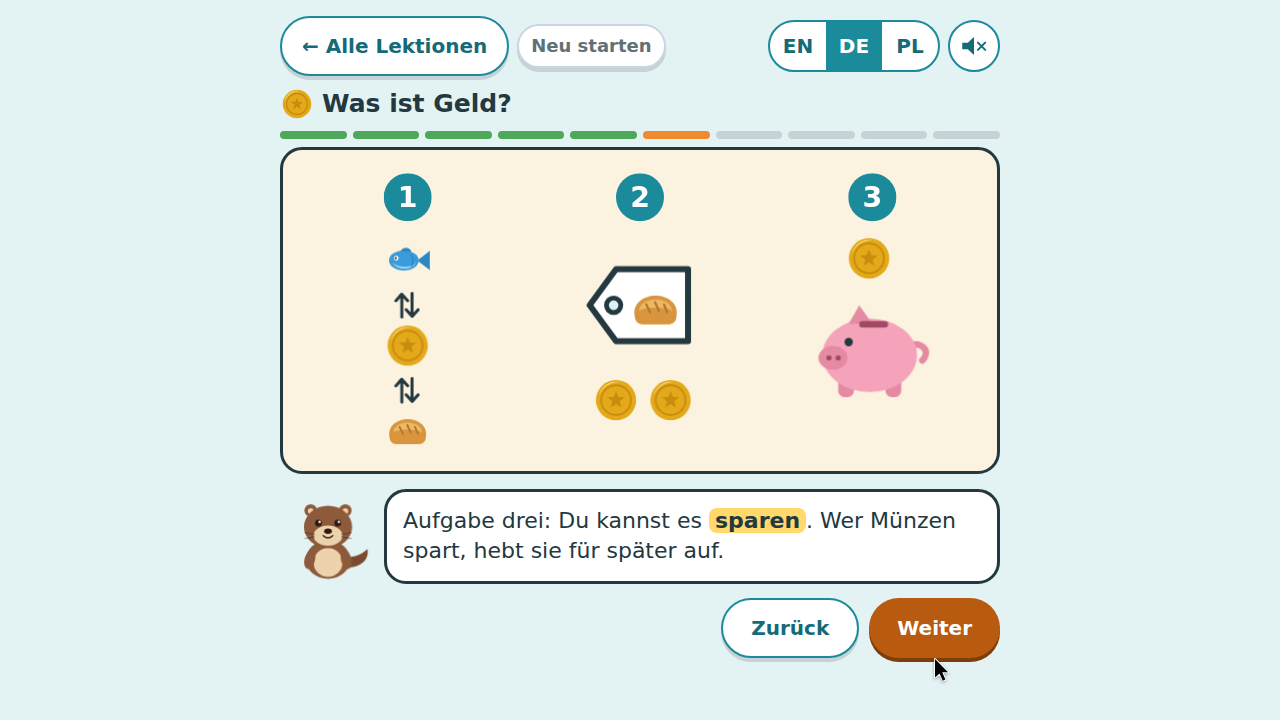 ← Alle Lektionen
Neu starten
EN DE PL
Was ist Geld?
1 2 3
Aufgabe drei: Du kannst es sparen. Wer Münzen
spart, hebt sie für später auf.
Zurück
Weiter